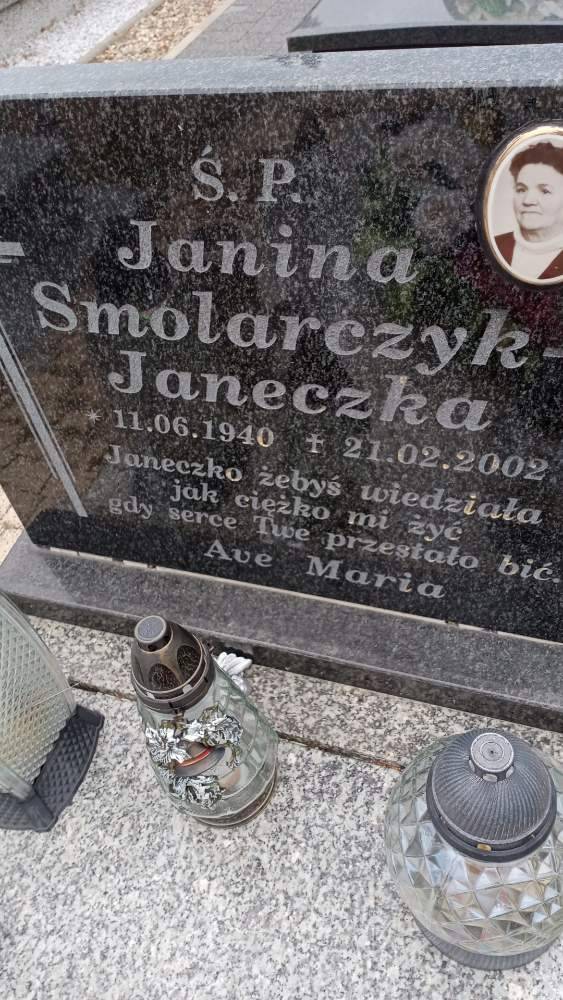 Ś. P.
Janina
Smolarczyk-
Janeczka
* 11.06.1940 ✝ 21.02.2002
Janeczko żebyś wiedziała
jak ciężko mi żyć
gdy serce Twe przestało bić.
Ave Maria